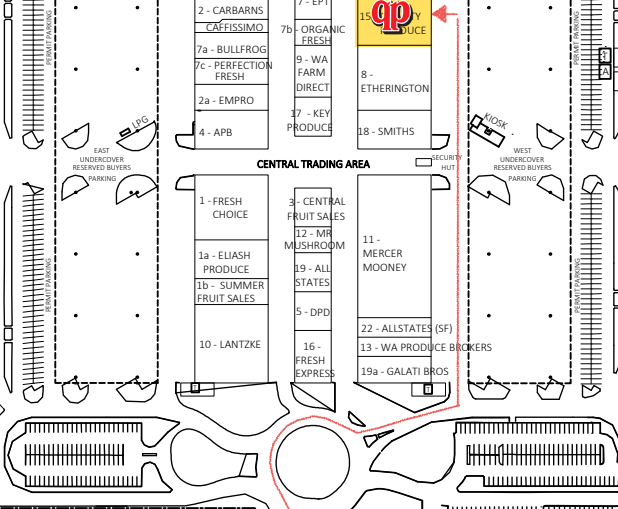 PERMIT PARKING
2 - CARBARNS
CAFFISSIMO
7a - BULLFROG
7c - PERFECTION
FRESH
2a - EMPRO
4 - APB
7 - EPT
7b - ORGANIC
FRESH
9 - WA
FARM
DIRECT
17 - KEY
PRODUCE
qp
8 -
ETHERINGTON
18 - SMITHS
PERMIT PARKING
LPG
KIOSK
A
EAST
UNDERCOVER
RESERVED BUYERS
PARKING
CENTRAL TRADING AREA
SECURITY
HUT
WEST
UNDERCOVER
RESERVED BUYERS
PARKING
1 - FRESH
CHOICE
1a - ELIASH
PRODUCE
1b - SUMMER
FRUIT SALES
10 - LANTZKE
3 - CENTRAL
FRUIT SALES
12 - MR
MUSHROOM
19 - ALL
STATES
5 - DPD
16 -
FRESH
EXPRESS
11 -
MERCER
MOONEY
22 - ALLSTATES (SF)
13 - WA PRODUCE BROKERS
19a - GALATI BROS
PERMIT PARKING
PERMIT PARKING